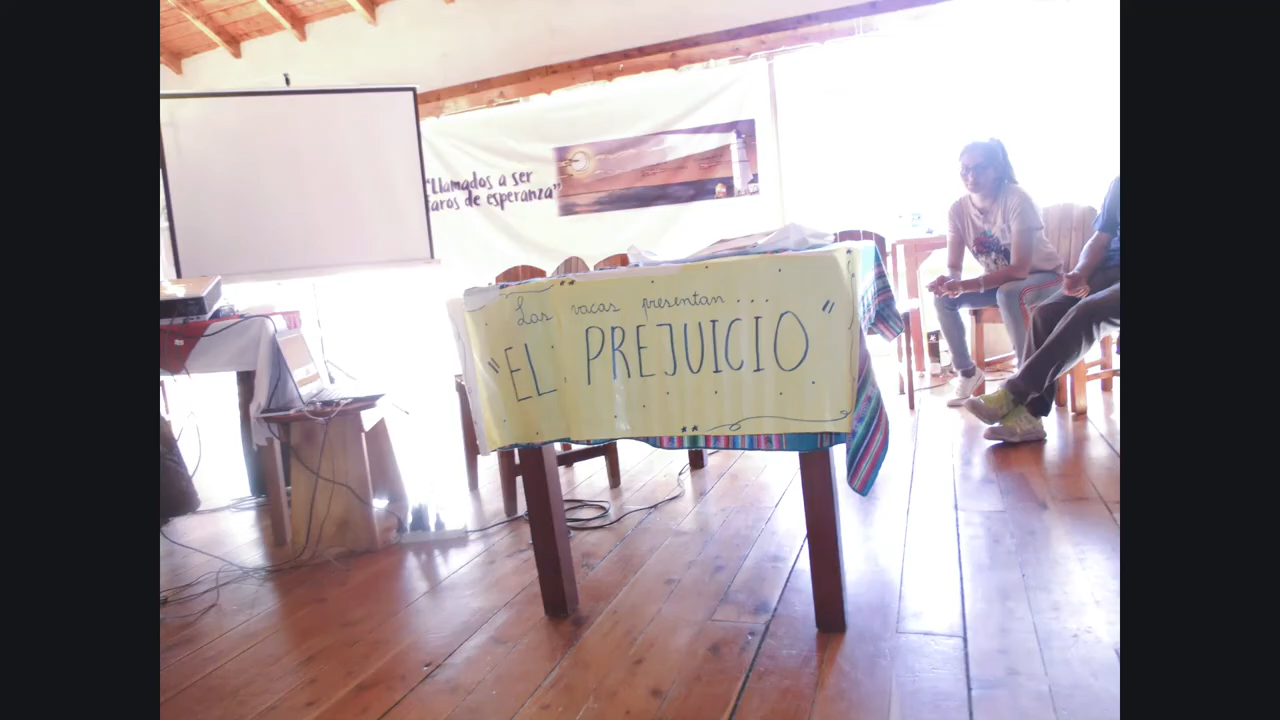 "Llamados a ser
faros de esperanza"
Las vacas presentan...
"EL PREJUICIO"